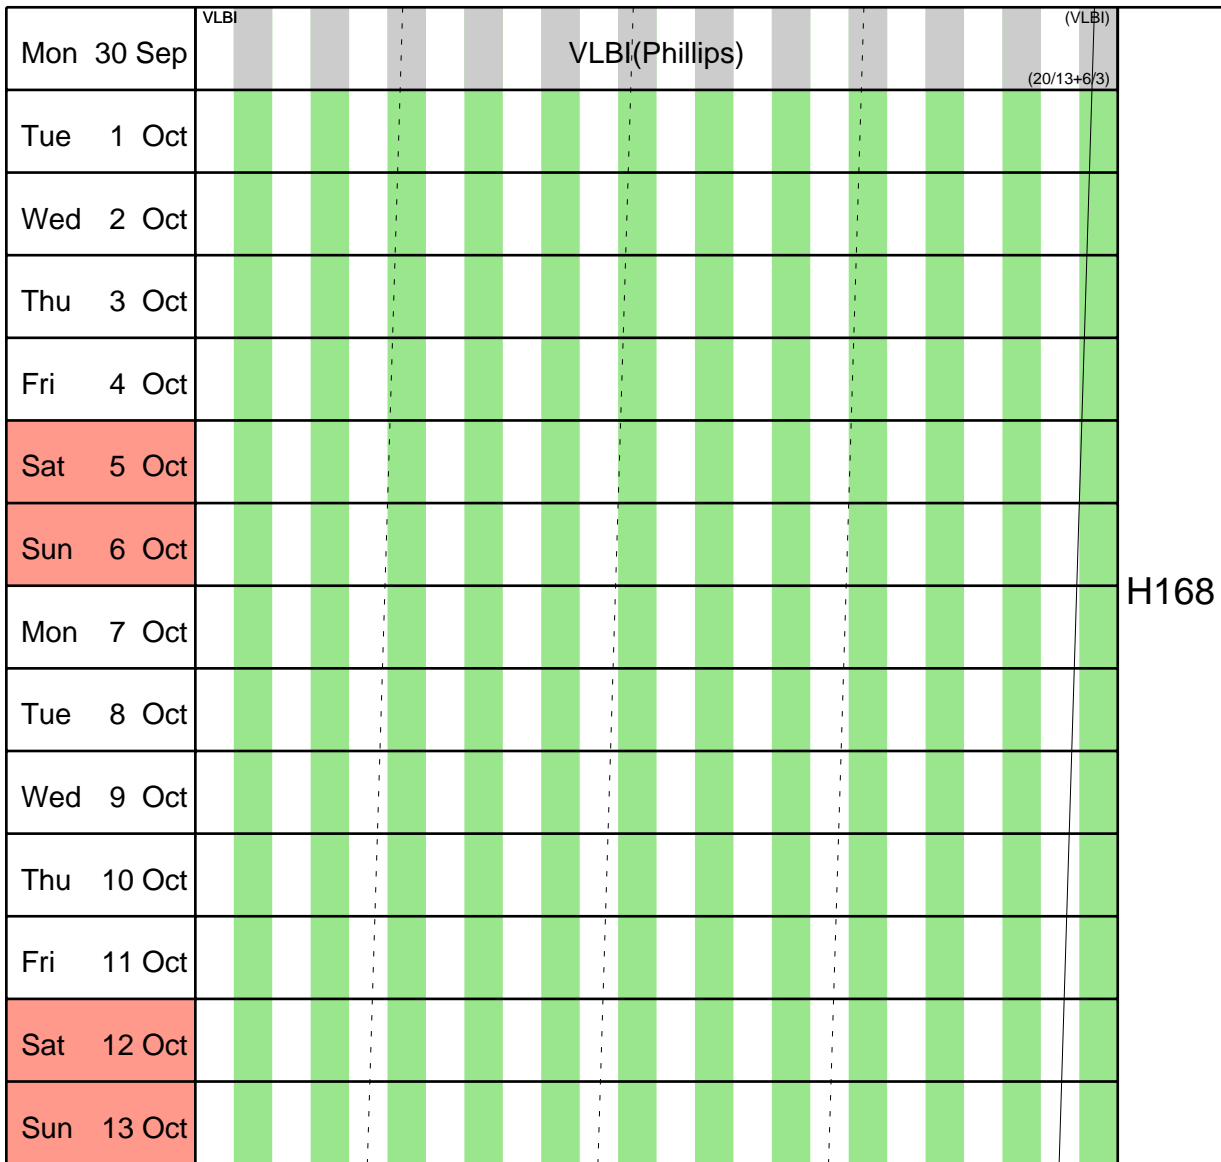 VLBI
(VLBI)
Mon 30 Sep
VLBI(Phillips)
(20/13+6/3)
Tue 1 Oct
Wed 2 Oct
Thu 3 Oct
Fri 4 Oct
Sat 5 Oct
Sun 6 Oct
H168
Mon 7 Oct
Tue 8 Oct
Wed 9 Oct
Thu 10 Oct
Fri 11 Oct
Sat 12 Oct
Sun 13 Oct